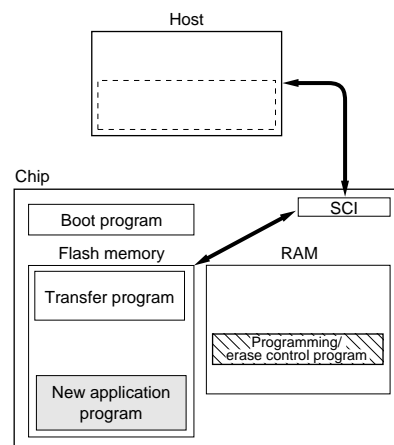 Host
Chip
SCI
Boot program
Flash memory
RAM
Transfer program
Programming/
erase control program
New application
program